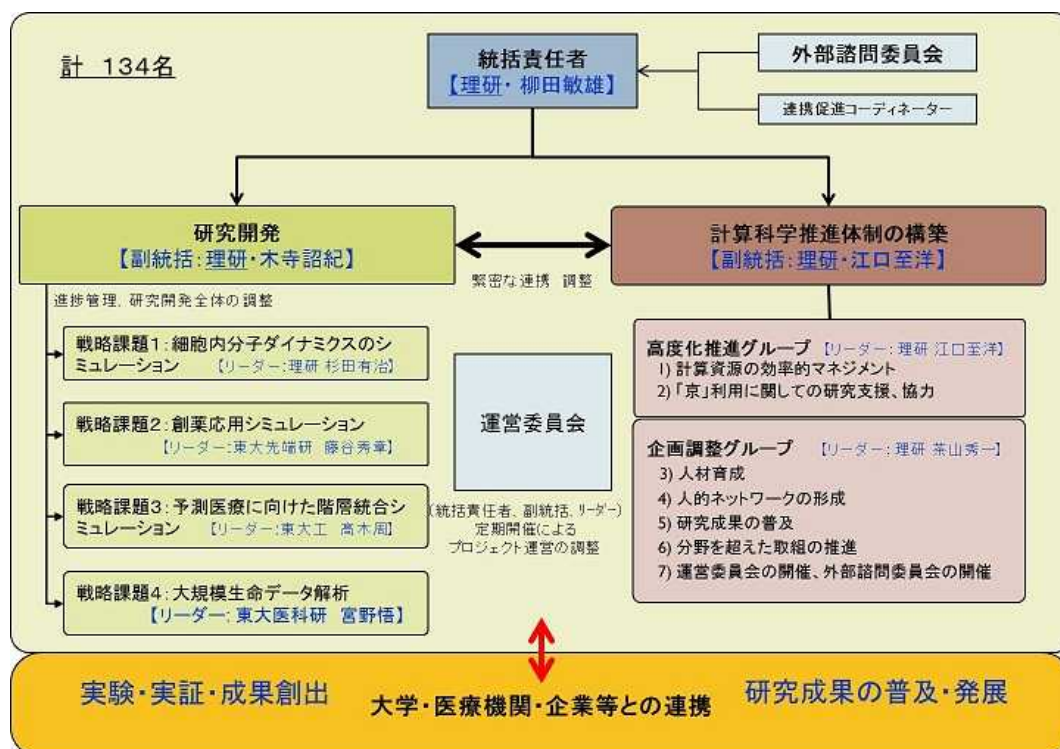 計 134名
統括責任者
【理研・柳田敏雄】
外部諮問委員会
連携促進コーディネーター
研究開発
【副統括:理研・木寺詔紀】
計算科学推進体制の構築
【副統括:理研・江口至洋】
緊密な連携 調整
進捗管理、研究開発全体の調整
戦略課題1:細胞内分子ダイナミクスのシ
ミュレーション 【リーダー:理研 杉田有治】
戦略課題2:創薬応用シミュレーション
【リーダー:東大先端研 藤谷秀章】
戦略課題3:予測医療に向けた階層統合シ
ミュレーション 【リーダー:東大工 高木周】
戦略課題4:大規模生命データ解析
【リーダー:東大医科研 宮野悟】
運営委員会
(統括責任者、副統括、リーダー)
定期開催による
プロジェクト運営の調整
高度化推進グループ 【リーダー:理研 江口至洋】
1) 計算資源の効率的マネジメント
2) 「京」利用に関しての研究支援、協力
企画調整グループ 【リーダー:理研 茶山秀一】
3) 人材育成
4) 人的ネットワークの形成
5) 研究成果の普及
6) 分野を超えた取組の推進
7) 運営委員会の開催、外部諮問委員会の開催
実験・実証・成果創出
大学・医療機関・企業等との連携
研究成果の普及・発展